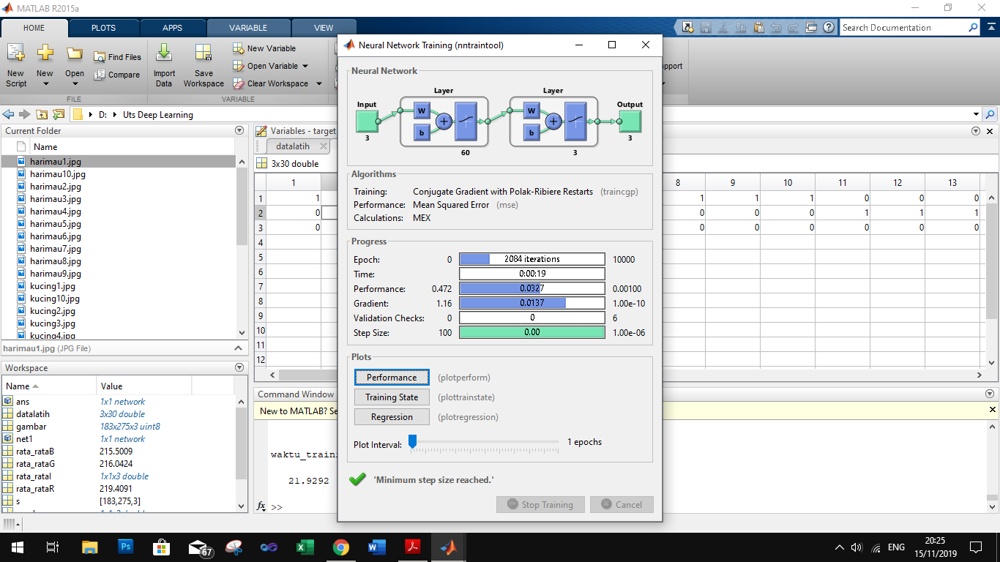 MATLAB R2015a
HOME PLOTS APPS VARIABLE VIEW
Search Documentation
New Script
New
Open
Find Files
Compare
Import Data
Save Workspace
New Variable
Open Variable
Clear Workspace
FILE
VARIABLE
D: Uts Deep Learning
Current Folder
Name
harimau1.jpg
harimau10.jpg
harimau2.jpg
harimau3.jpg
harimau4.jpg
harimau5.jpg
harimau6.jpg
harimau7.jpg
harimau8.jpg
harimau9.jpg
kucing1.jpg
kucing10.jpg
kucing2.jpg
kucing3.jpg
kucing4.jpg
harimau1.jpg (JPG File)
Workspace
Name Value
ans 1x1 network
datalatih 3x30 double
gambar 183x275x3 uint8
net1 1x1 network
rata_rataB 215.5009
rata_rataG 216.0424
rata_rataI 1x1x3 double
rata_rataR 219.4091
s [183,275,3]
Variables - target
datalatih
3x30 double
1 8 9 10 11 12 13
1 1 1 1 1 0 0 0
2 0 0 0 0 1 1 1
3 0 0 0 0 0 0 0
4
5
6
7
8
9
10
11
12
Command Window
New to MATLAB? Se
21.9292
fx >>
Neural Network Training (nntraintool)
Neural Network
Layer Layer
Input Output
W W
b b
+ +
3 3
60 3
Algorithms
Training: Conjugate Gradient with Polak-Ribiere Restarts (traincgp)
Performance: Mean Squared Error (mse)
Calculations: MEX
Progress
Epoch: 0 2084 iterations 10000
Time: 0:00:19
Performance: 0.472 0.0327 0.00100
Gradient: 1.16 0.0137 1.00e-10
Validation Checks: 0 0 6
Step Size: 100 0.00 1.00e-06
Plots
Performance (plotperform)
Training State (plottrainstate)
Regression (plotregression)
Plot Interval: 1 epochs
'Minimum step size reached.'
Stop Training Cancel
67
ENG
20:25
15/11/2019